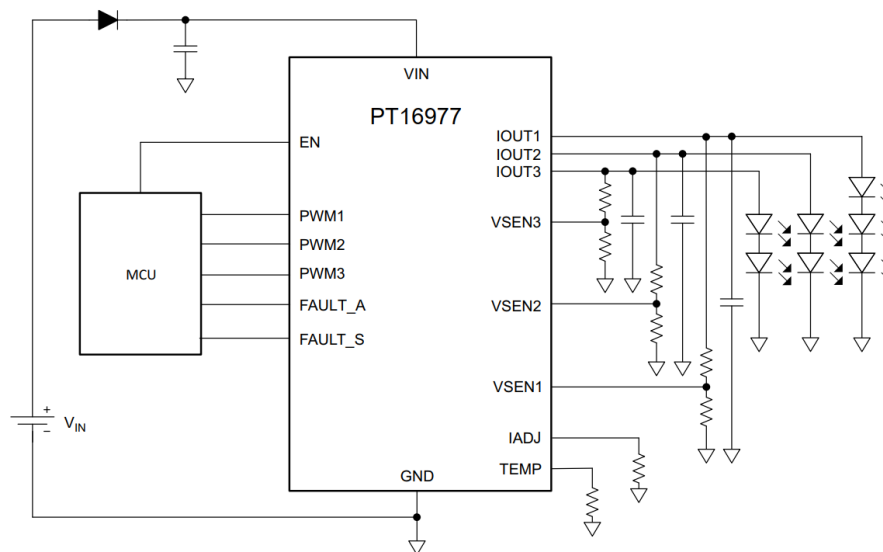 VIN
PT16977
EN
IOUT1
IOUT2
IOUT3
PWM1
VSEN3
PWM2
MCU
PWM3
FAULT_A
VSEN2
FAULT_S
VSEN1
+
VIN
−
IADJ
TEMP
GND